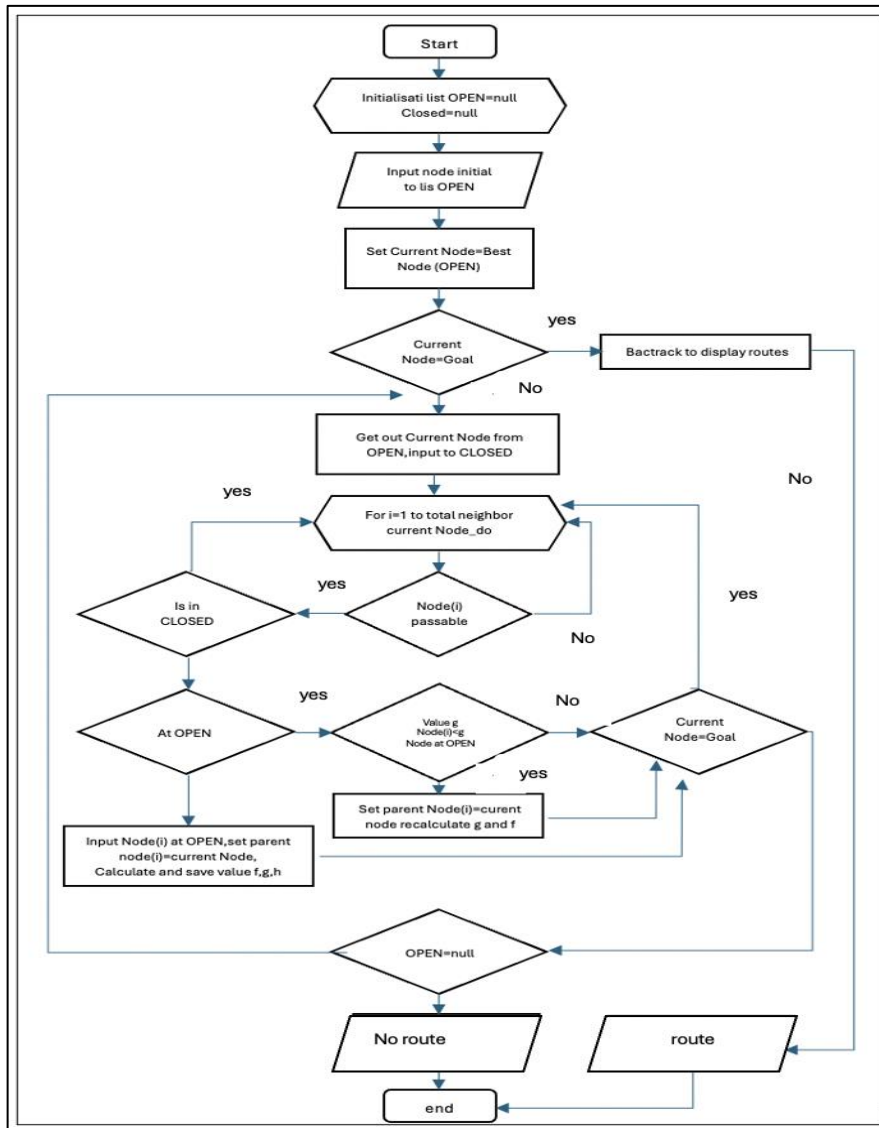 Start
Initialisati list OPEN=null
Closed=null
Input node initial
to lis OPEN
Set Current Node=Best
Node (OPEN)
yes
Current
Node=Goal
Bactrack to display routes
No
Get out Current Node from
OPEN,input to CLOSED
No
yes
For i=1 to total neighbor
current Node_do
yes
yes
Is in
CLOSED
Node(i)
passable
No
yes
No
At OPEN
Value g
Node(i)<g
Node at OPEN
Current
Node=Goal
yes
Set parent Node(i)=curent
node recalculate g and f
Input Node(i) at OPEN,set parent
node(i)=current Node,
Calculate and save value f,g,h
OPEN=null
No route
route
end